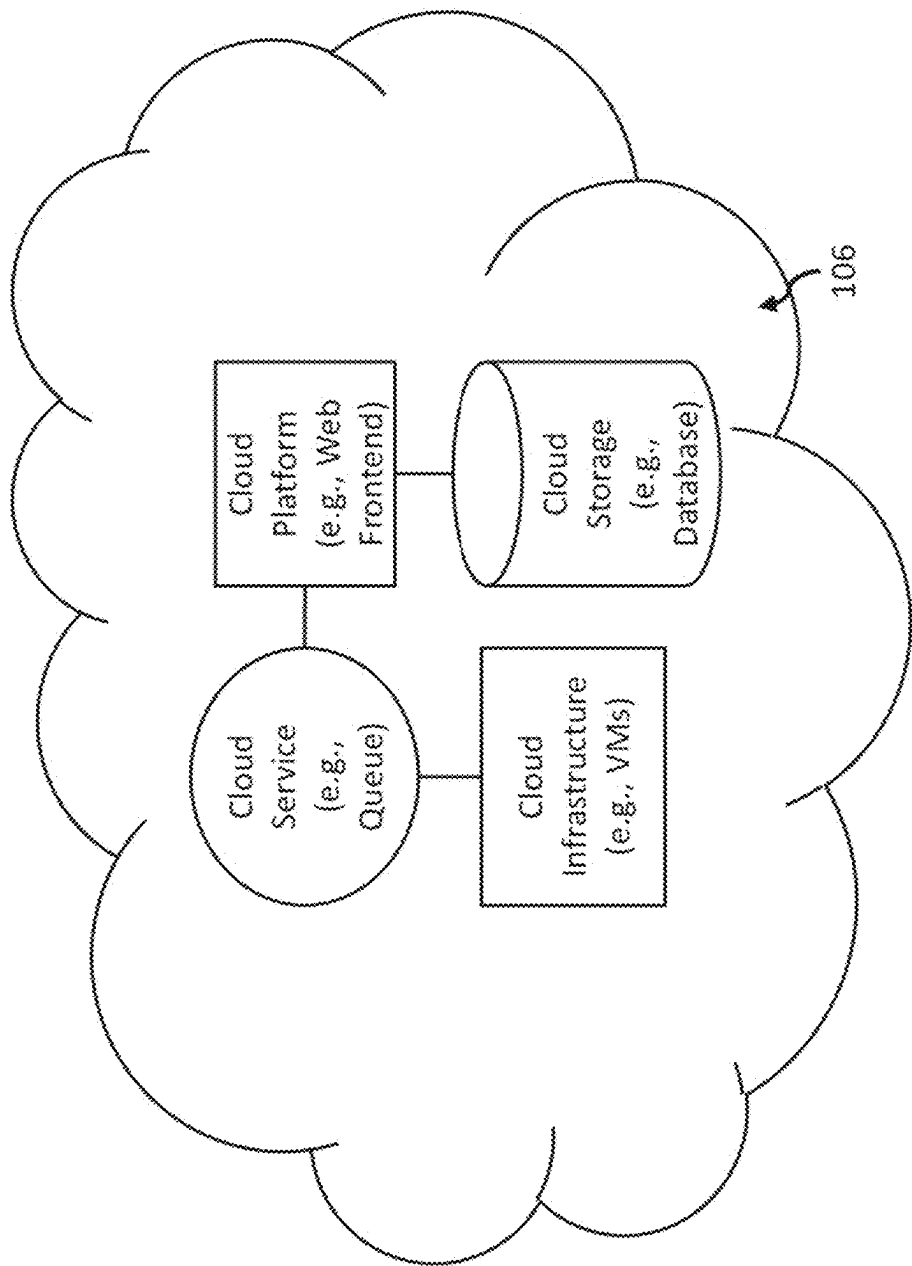 Cloud
Service
(e.g.,
Queue)
Cloud
Platform
(e.g., Web
Frontend)
Cloud
Infrastructure
(e.g., VMs)
Cloud
Storage
(e.g.,
Database)
106